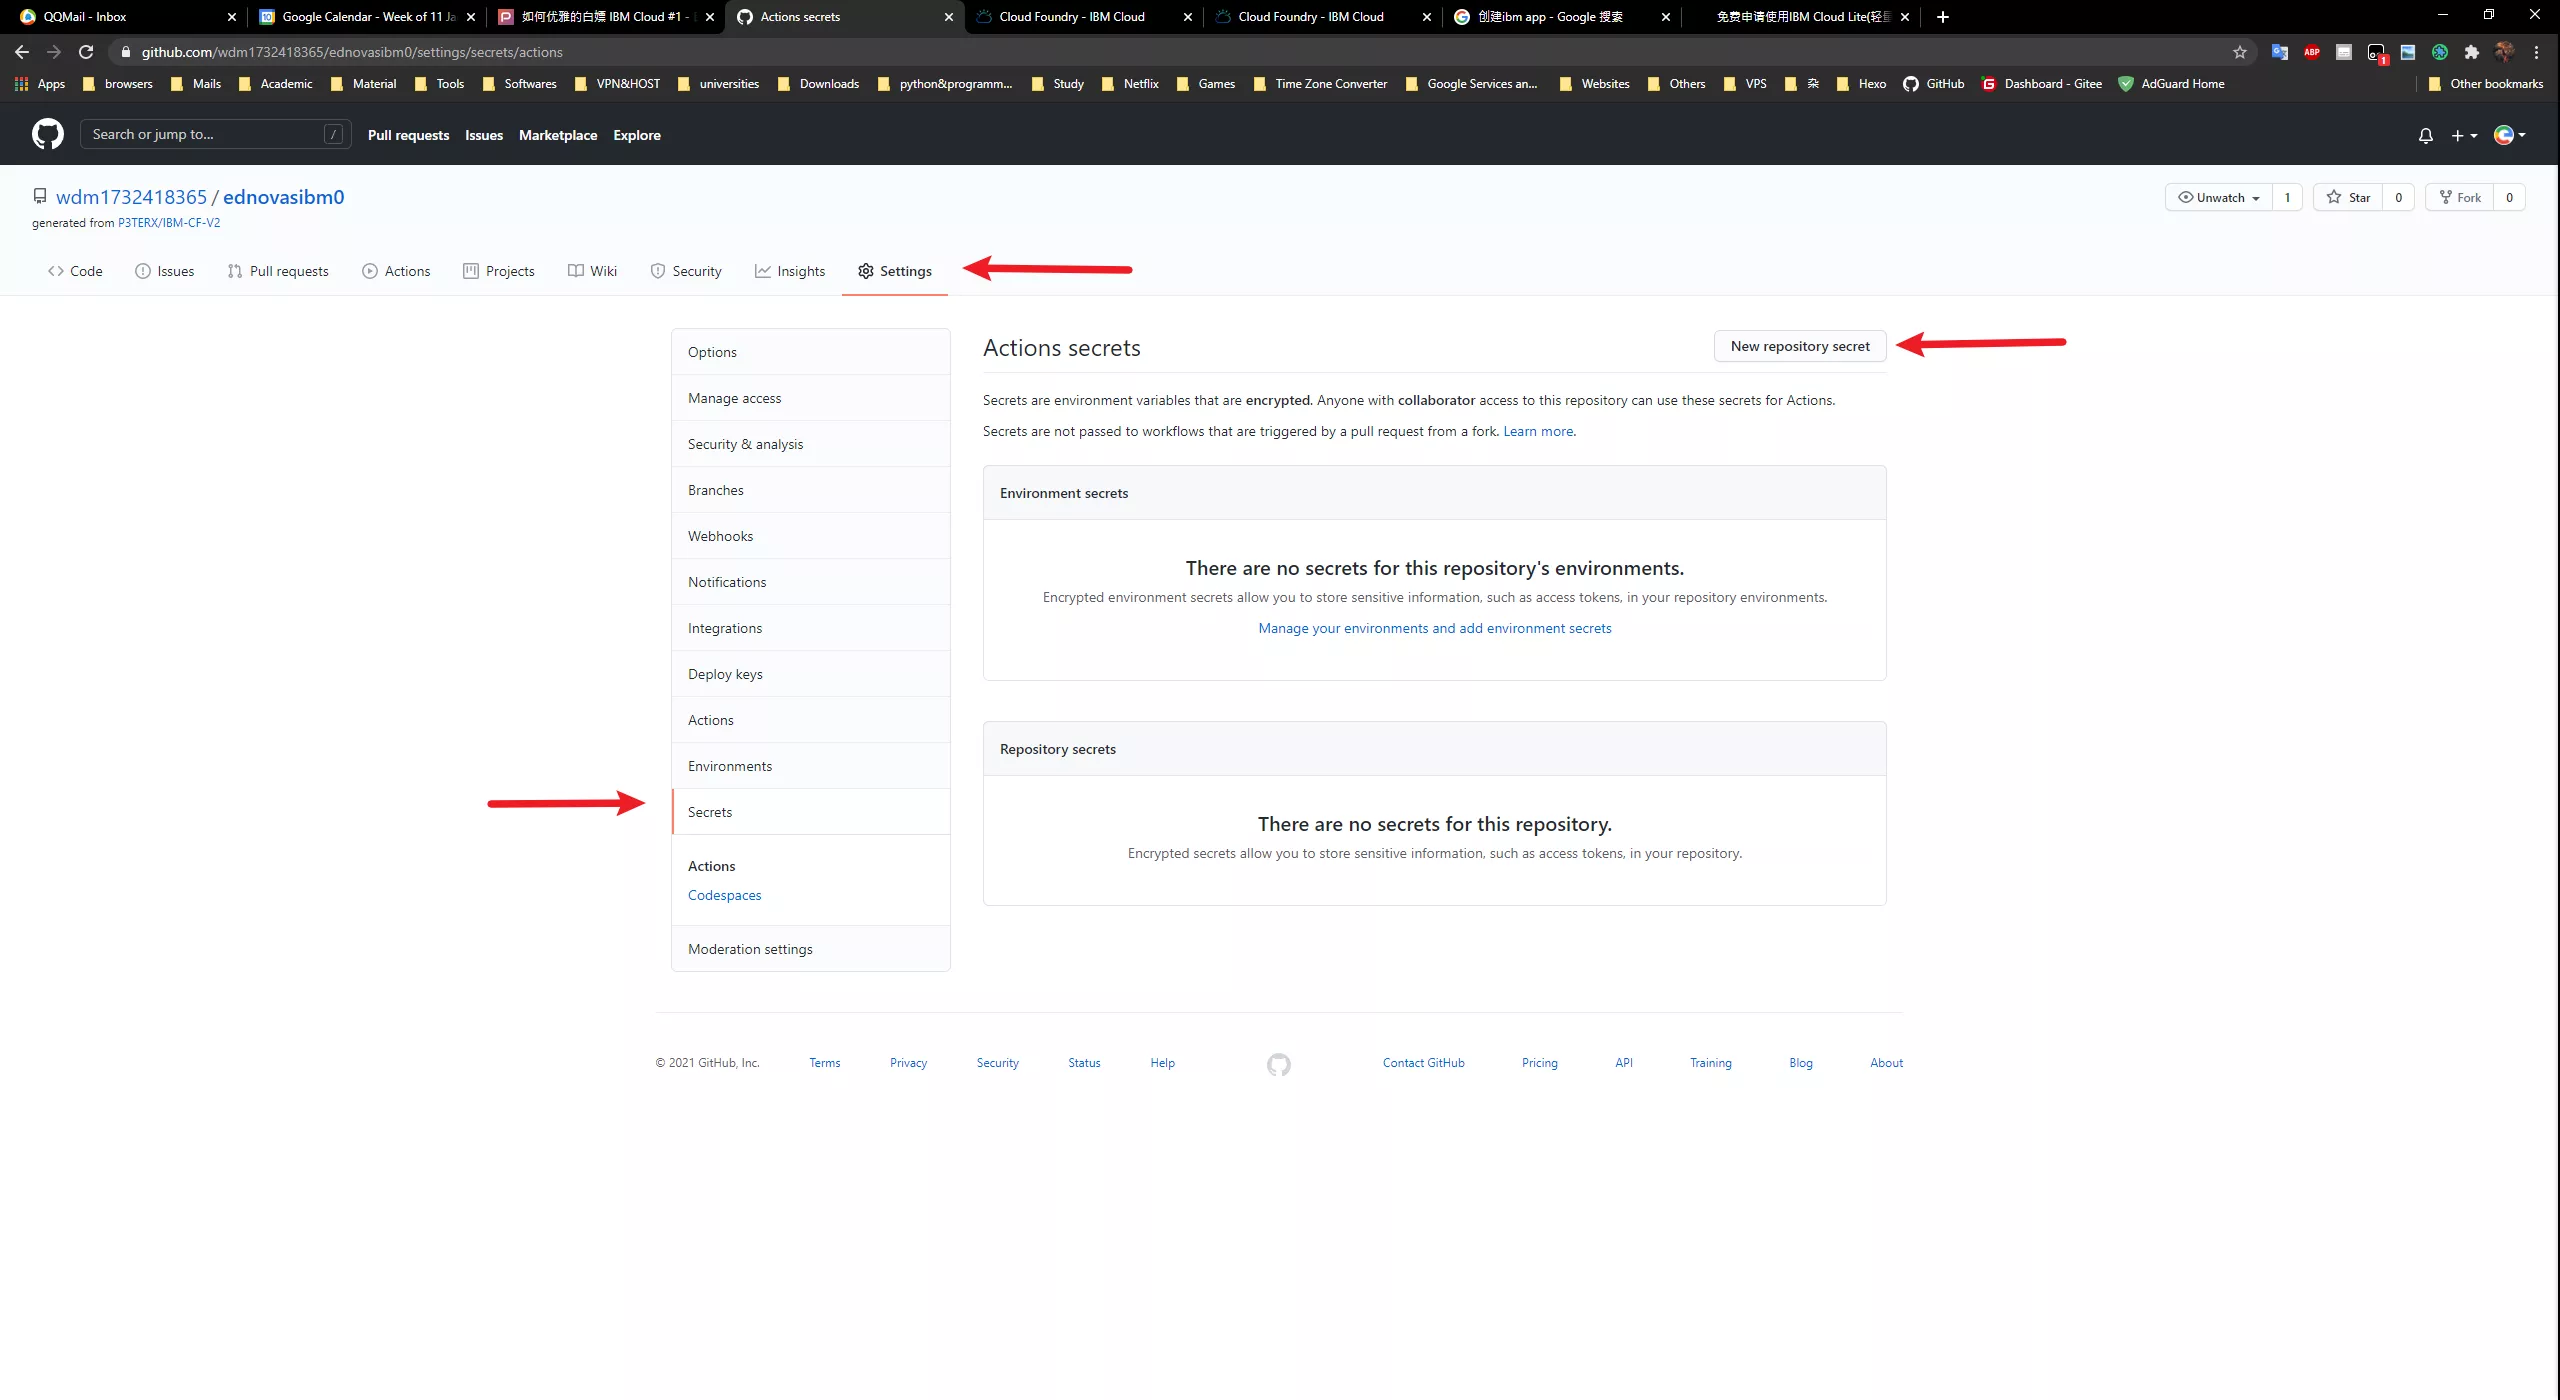 QQMail - Inbox
Google Calendar - Week of 11 Ja
如何优雅的白嫖 IBM Cloud #1 -
Actions secrets
Cloud Foundry - IBM Cloud
Cloud Foundry - IBM Cloud
创建ibm app - Google 搜索
免费申请使用IBM Cloud Lite(轻量
github.com/wdm1732418365/ednovasibm0/settings/secrets/actions
ABP
1
Apps
browsers
Mails
Academic
Material
Tools
Softwares
VPN&HOST
universities
Downloads
python&programm...
Study
Netflix
Games
Time Zone Converter
Google Services an...
Websites
Others
VPS
杂
Hexo
GitHub
Dashboard - Gitee
AdGuard Home
Other bookmarks
Search or jump to...
/
Pull requests
Issues
Marketplace
Explore
wdm1732418365 / ednovasibm0
Unwatch
1
Star
0
Fork
0
generated from P3TERX/IBM-CF-V2
Code
Issues
Pull requests
Actions
Projects
Wiki
Security
Insights
Settings
Options
Manage access
Security & analysis
Branches
Webhooks
Notifications
Integrations
Deploy keys
Actions
Environments
Secrets
Actions
Codespaces
Moderation settings
Actions secrets
New repository secret
Secrets are environment variables that are encrypted. Anyone with collaborator access to this repository can use these secrets for Actions.
Secrets are not passed to workflows that are triggered by a pull request from a fork. Learn more.
Environment secrets
There are no secrets for this repository's environments.
Encrypted environment secrets allow you to store sensitive information, such as access tokens, in your repository environments.
Manage your environments and add environment secrets
Repository secrets
There are no secrets for this repository.
Encrypted secrets allow you to store sensitive information, such as access tokens, in your repository.
© 2021 GitHub, Inc.
Terms
Privacy
Security
Status
Help
Contact GitHub
Pricing
API
Training
Blog
About